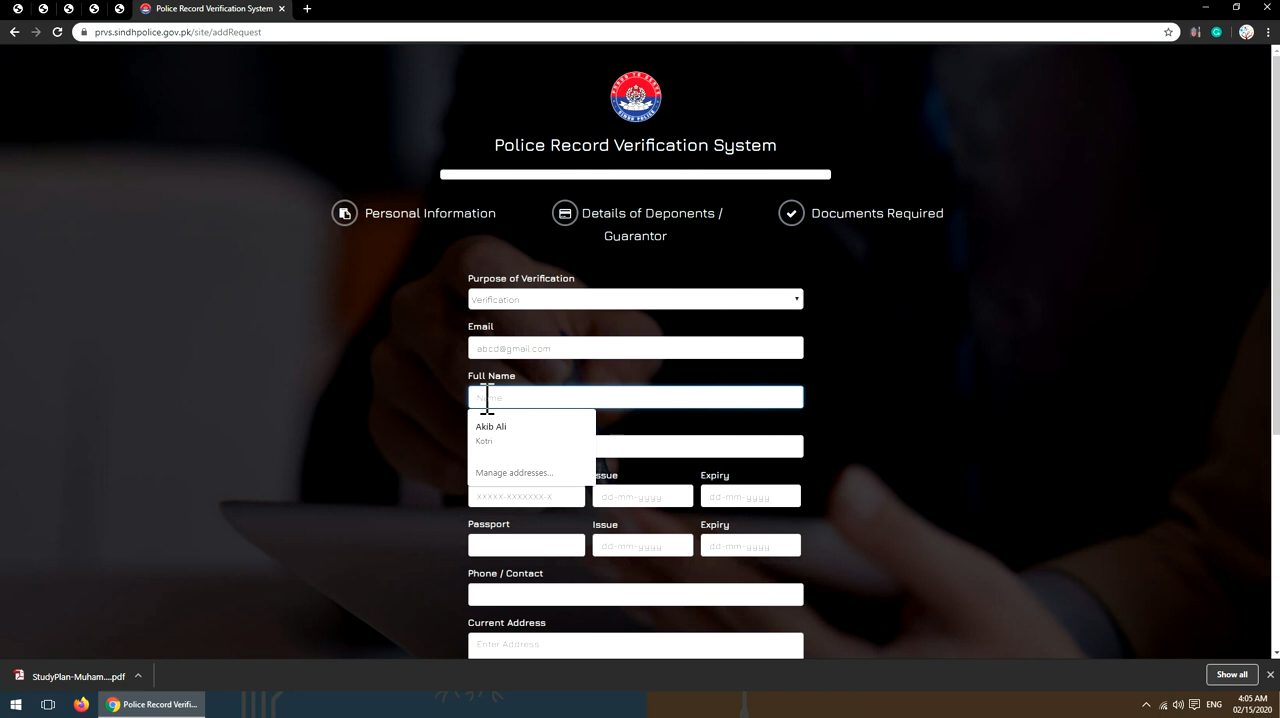 Police Record Verification System
prvs.sindhpolice.gov.pk/site/addRequest
Police Record Verification System
Personal Information
Details of Deponents /
Guarantor
Documents Required
Purpose of Verification
Verification
Email
abcd@gmail.com
Full Name
Name
Akib Ali
Kotri
Manage addresses...
Issue
Expiry
XXXXX-XXXXXXX-X
dd-mm-yyyy
dd-mm-yyyy
Passport
Issue
Expiry
dd-mm-yyyy
dd-mm-yyyy
Phone / Contact
Current Address
Enter Address
StudyPlan-Muham....pdf
Show all
Police Record Verifi...
ENG
4:05 AM
02/15/2020